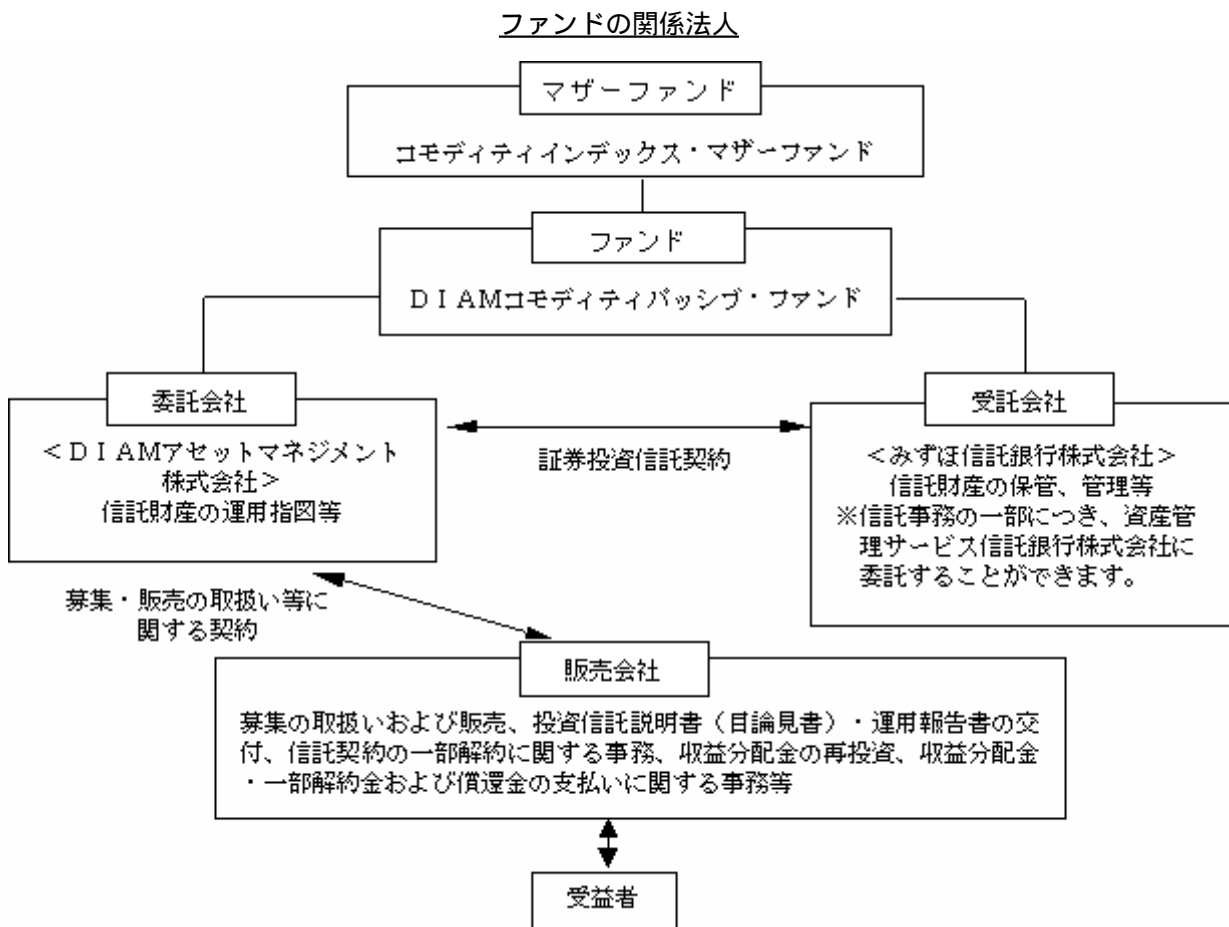 ファンドの関係法人
マザーファンド
コモディティインデックス・マザーファンド
ファンド
ＤＩＡＭコモディティパッシブ・ファンド
委託会社
＜ＤＩＡＭアセットマネジメント
株式会社＞
信託財産の運用指図等
証券投資信託契約
受託会社
＜みずほ信託銀行株式会社＞
信託財産の保管、管理等
※信託事務の一部につき、資産管
理サービス信託銀行株式会社に
委託することができます。
募集・販売の取扱い等に
関する契約
販売会社
募集の取扱いおよび販売、投資信託説明書（目論見書）・運用報告書の交
付、信託契約の一部解約に関する事務、収益分配金の再投資、収益分配金
・一部解約金および償還金の支払いに関する事務等
受益者